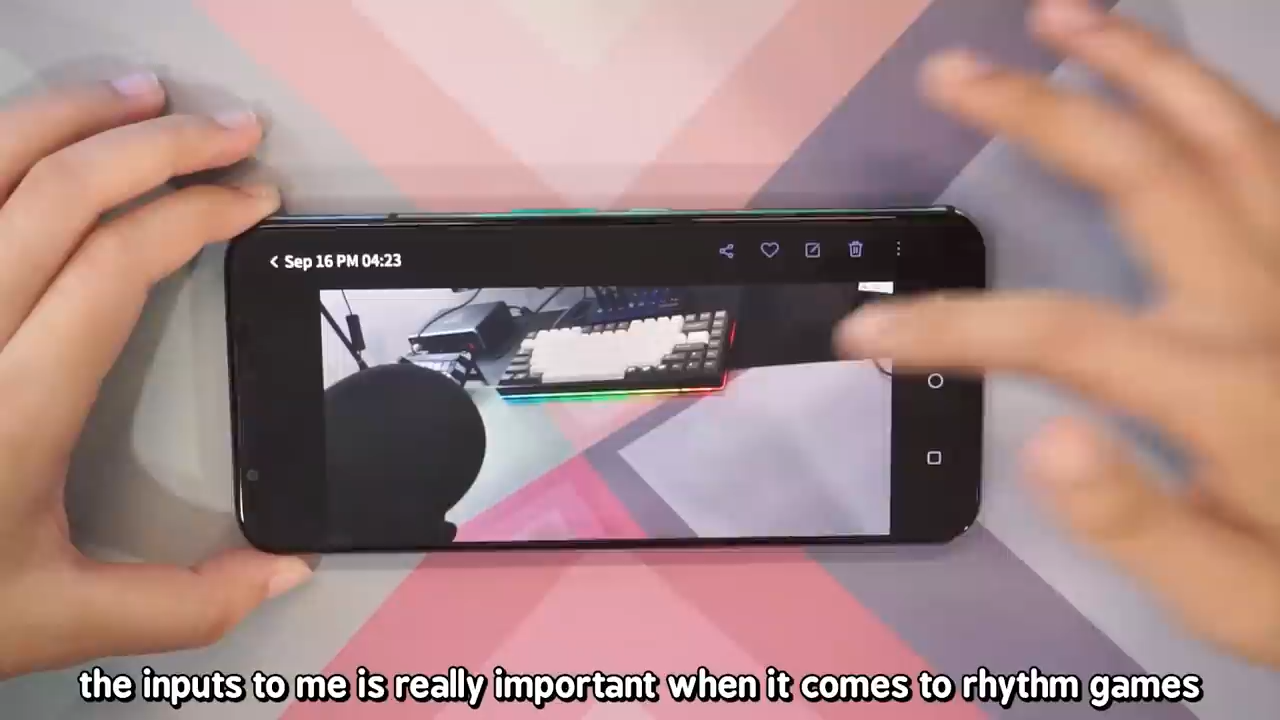 Sep 16 PM 04:23
the inputs to me is really important when it comes to rhythm games